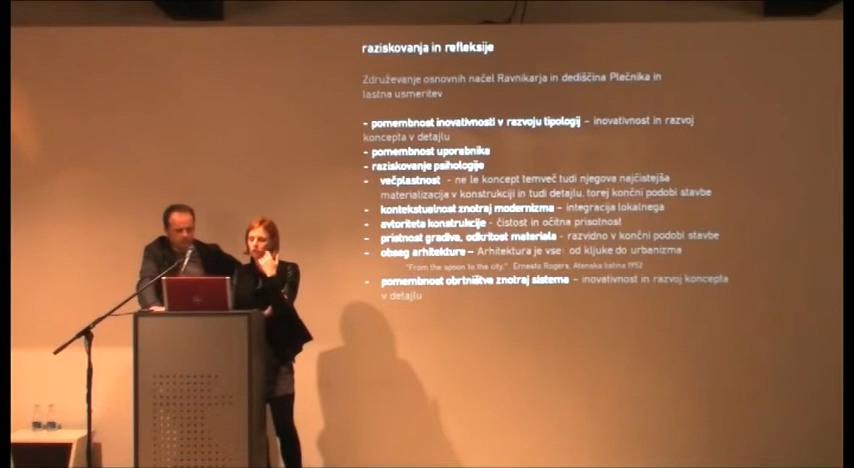 raziskovanja in refleksije
Združevanje osnovnih načel Ravnikarja in dediščina Plečnika in
lastna usmeritev
- pomembnost inovativnosti v razvoju tipologij – inovativnost in razvoj
koncepta v detajlu
- pomembnost uporabnika
- raziskovanje psihologije
- večplastnost - ne le koncept temveč tudi njegova najčistejša
materializacija v konstrukciji in tudi detajlu, torej končni podobi stavbe
- kontekstualnost znotraj modernizma – integracija lokalnega
- avtoriteta konstrukcije - čistost in očitna prisotnost
- pristnost gradiva, odkritost materiala - razvidno v končni podobi stavbe
- obseg arhitekture – Arhitektura je vse: od kljuke do urbanizma
"From the spoon to the city." Ernesto Rogers, Atenska listina 1952
- pomembnost obrtništva znotraj sistema – inovativnost in razvoj koncepta
v detajlu